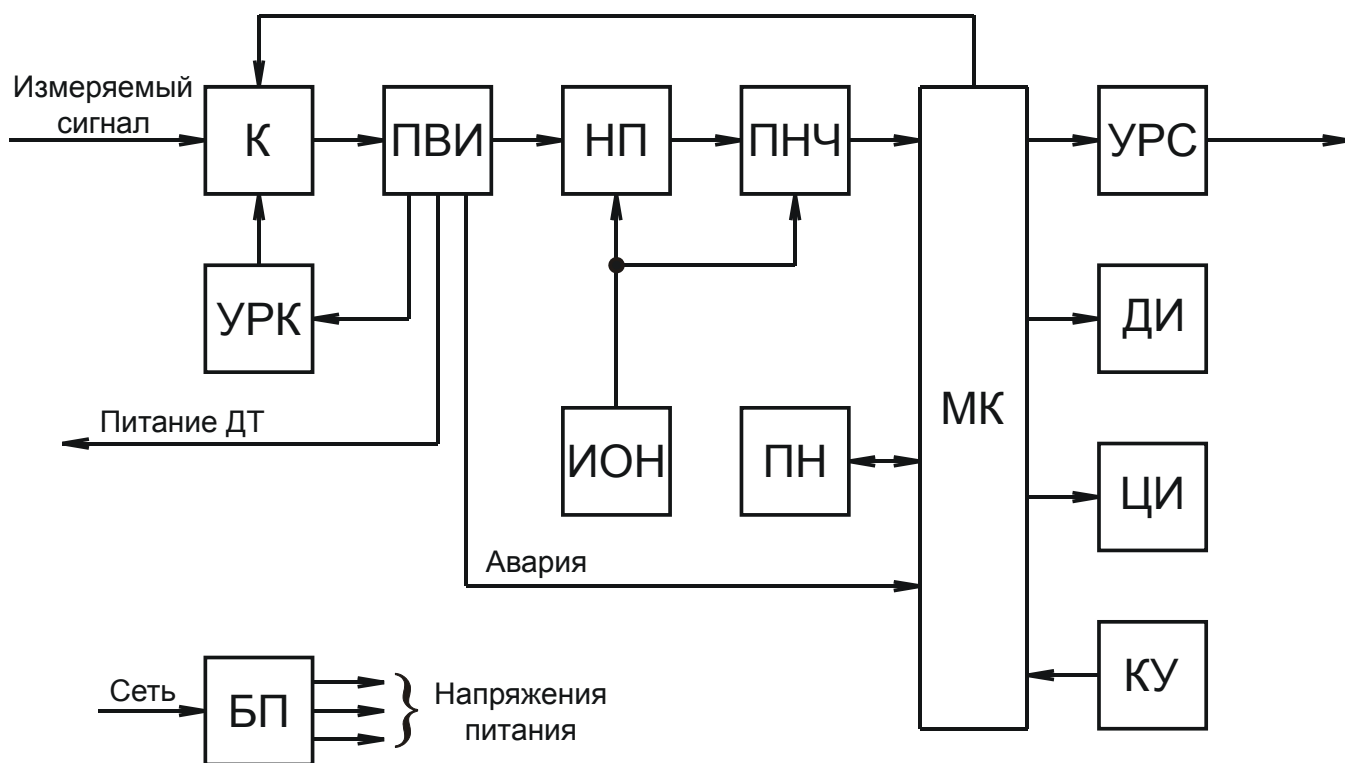 Измеряемый
сигнал
К
ПВИ
НП
ПНЧ
УРС
УРК
ДИ
Питание ДТ
ИОН
ПН
МК
ЦИ
Авария
Сеть
БП
Напряжения
питания
КУ